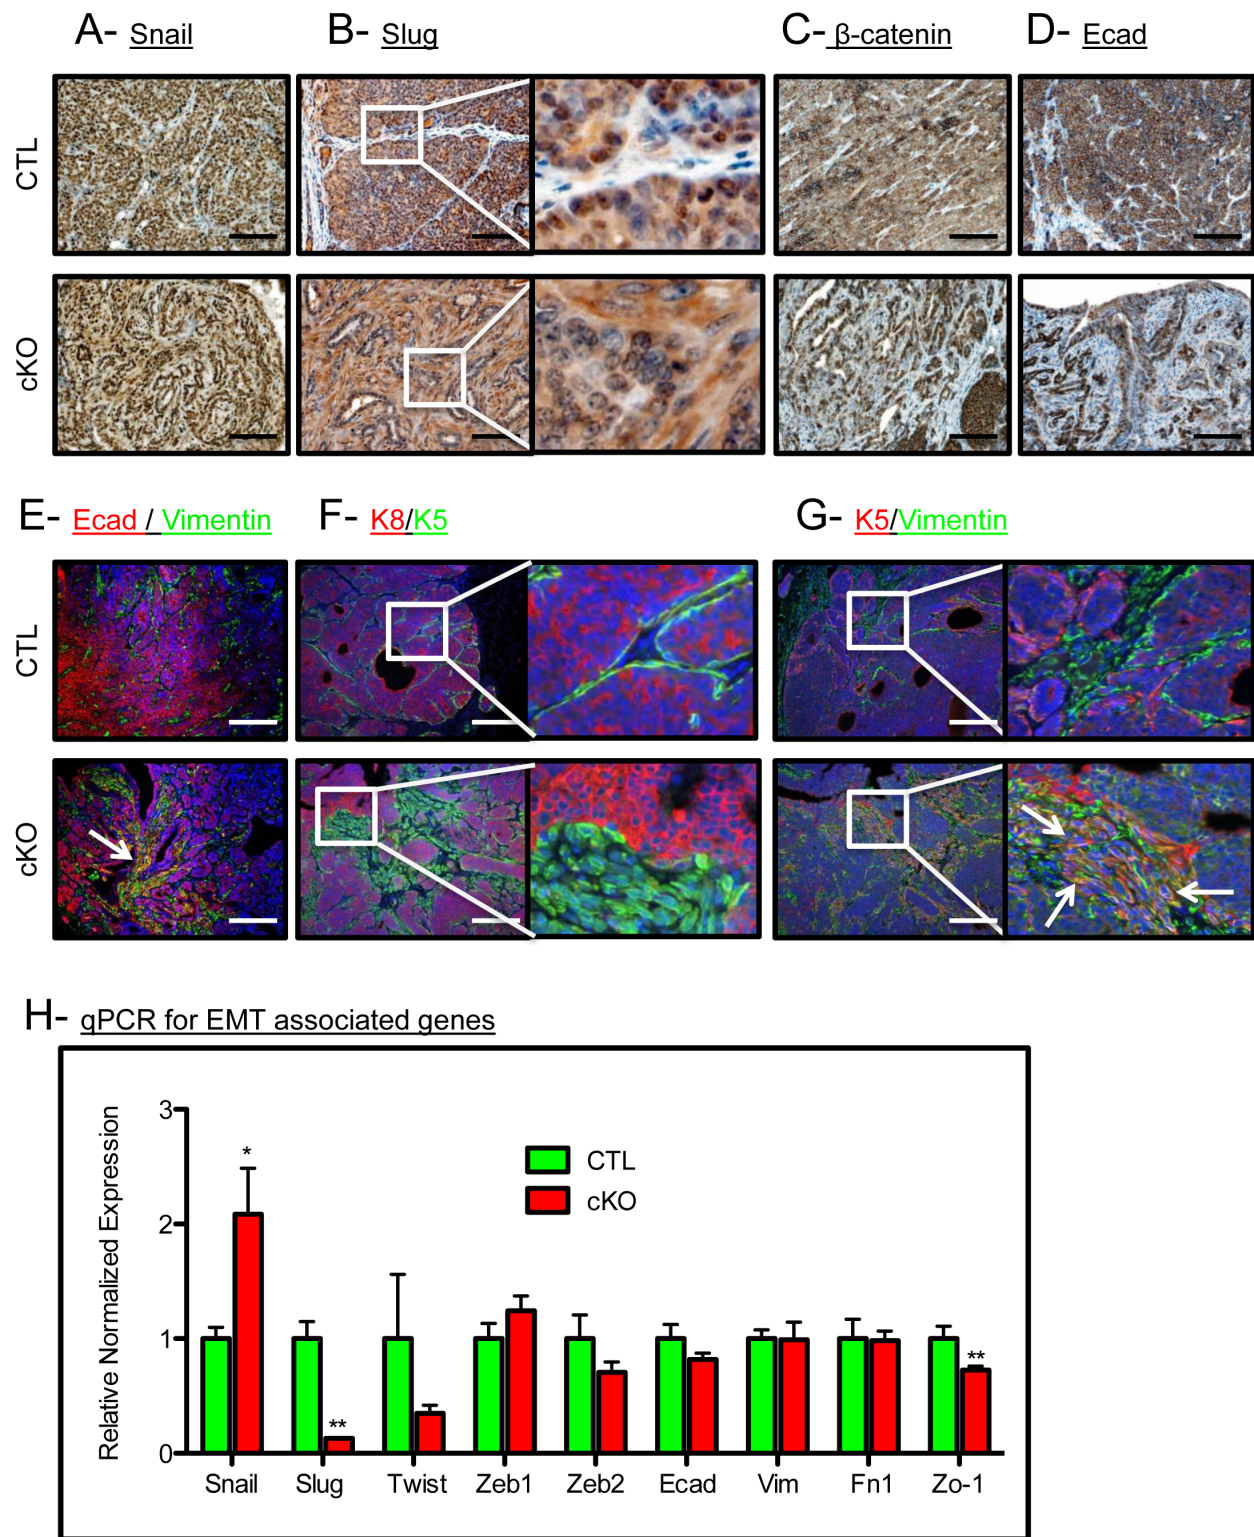 A- Snail
B- Slug
C- β-catenin
D- Ecad
CTL
cKO
E- Ecad / Vimentin
F- K8/K5
G- K5/Vimentin
CTL
cKO
H- qPCR for EMT associated genes
Relative Normalized Expression
3
2
1
0
*
**
**
CTL
cKO
Snail Slug Twist Zeb1 Zeb2 Ecad Vim Fn1 Zo-1